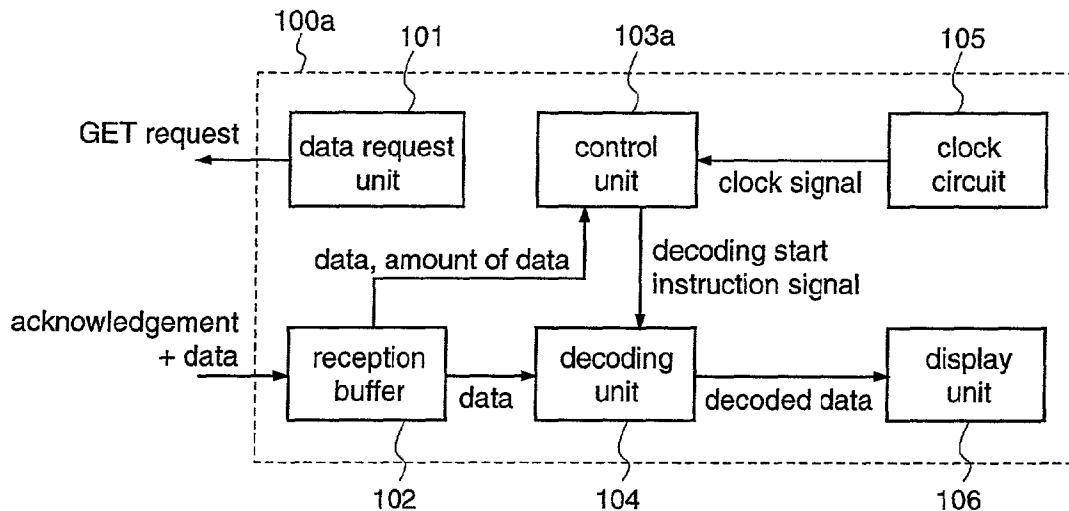 100a
101
103a
105
GET request
data request
unit
control
unit
clock signal
clock
circuit
data, amount of data
decoding start
instruction signal
acknowledgement
+ data
reception
buffer
data
decoding
unit
decoded data
display
unit
102
104
106